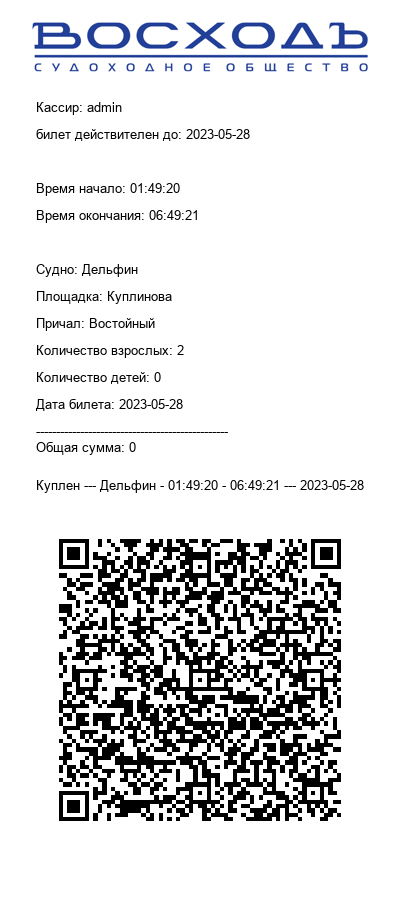 ВОСХОДЪ
СУДОХОДНОЕ ОБЩЕСТВО
Кассир: admin
билет действителен до: 2023-05-28
Время начало: 01:49:20
Время окончания: 06:49:21
Судно: Дельфин
Площадка: Куплинова
Причал: Востойный
Количество взрослых: 2
Количество детей: 0
Дата билета: 2023-05-28
------------------------------------------------
Общая сумма: 0
Куплен --- Дельфин - 01:49:20 - 06:49:21 --- 2023-05-28